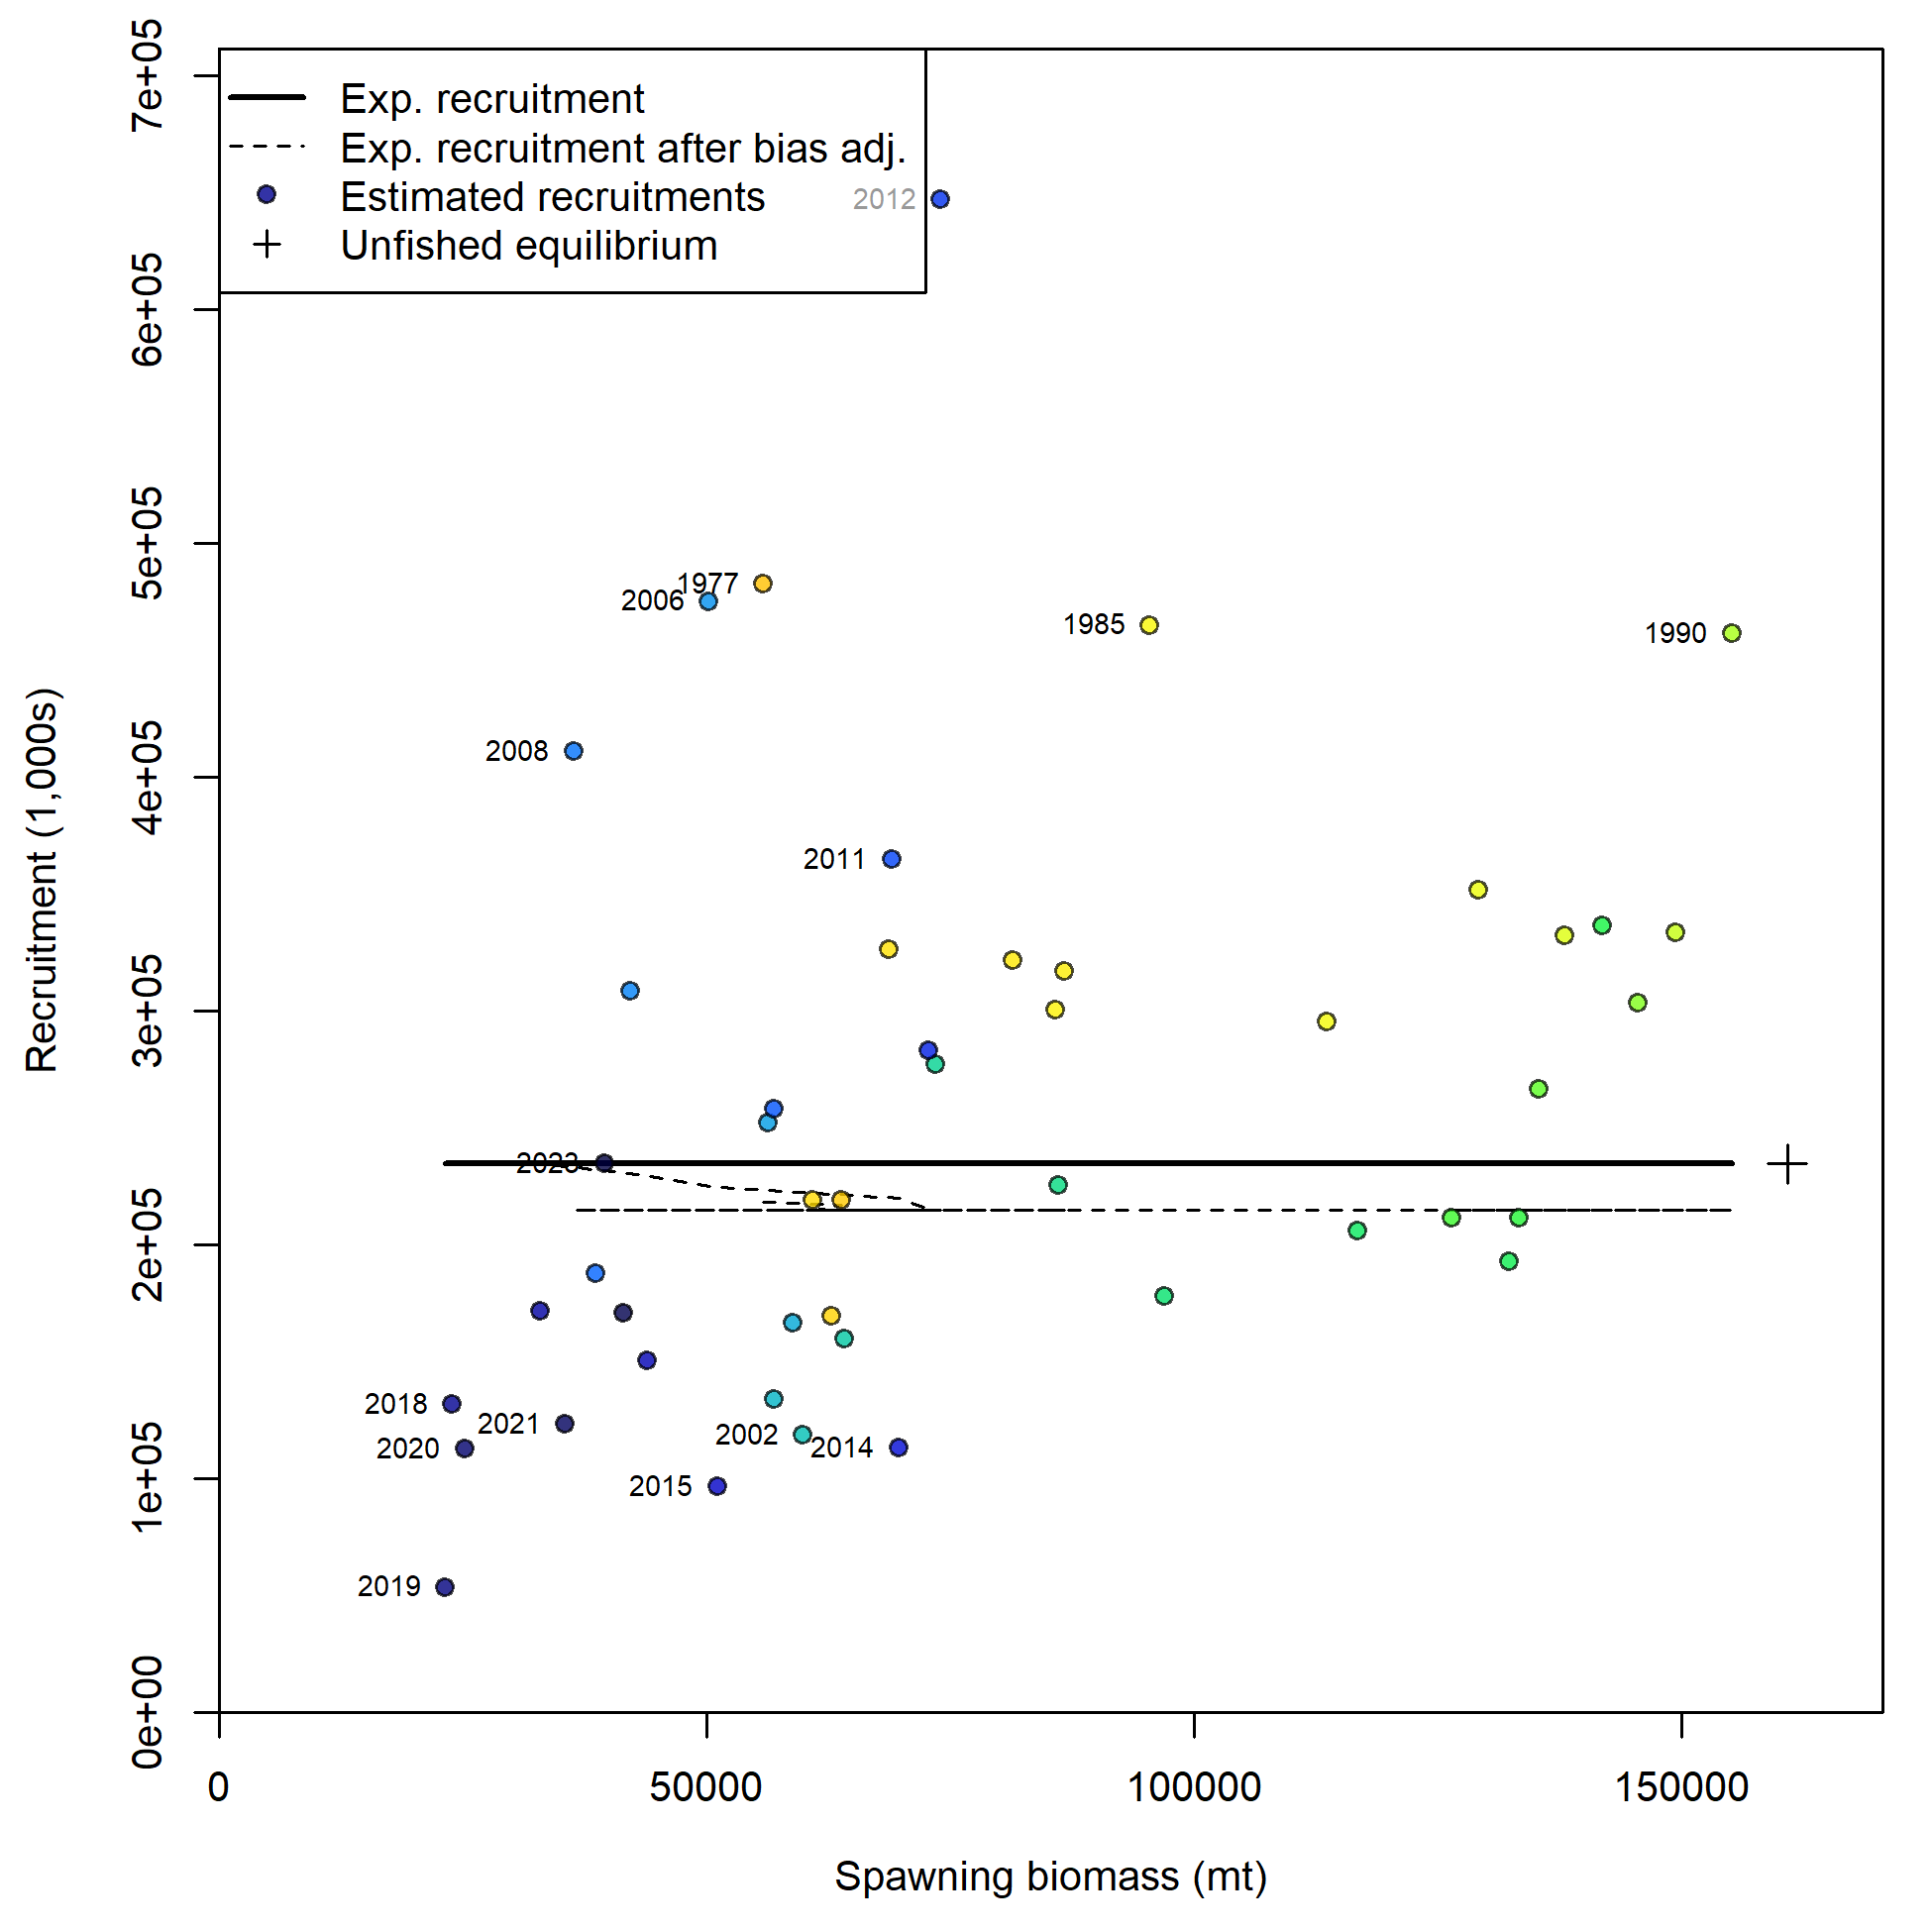 Exp. recruitment
Exp. recruitment after bias adj.
Estimated recruitments
Unfished equilibrium
2012
1977
2006
1985
1990
2008
2011
2023
2018
2021
2020
2002
2014
2015
2019
Recruitment (1,000s)
7e+05
6e+05
5e+05
4e+05
3e+05
2e+05
1e+05
0e+00
0
50000
100000
150000
Spawning biomass (mt)